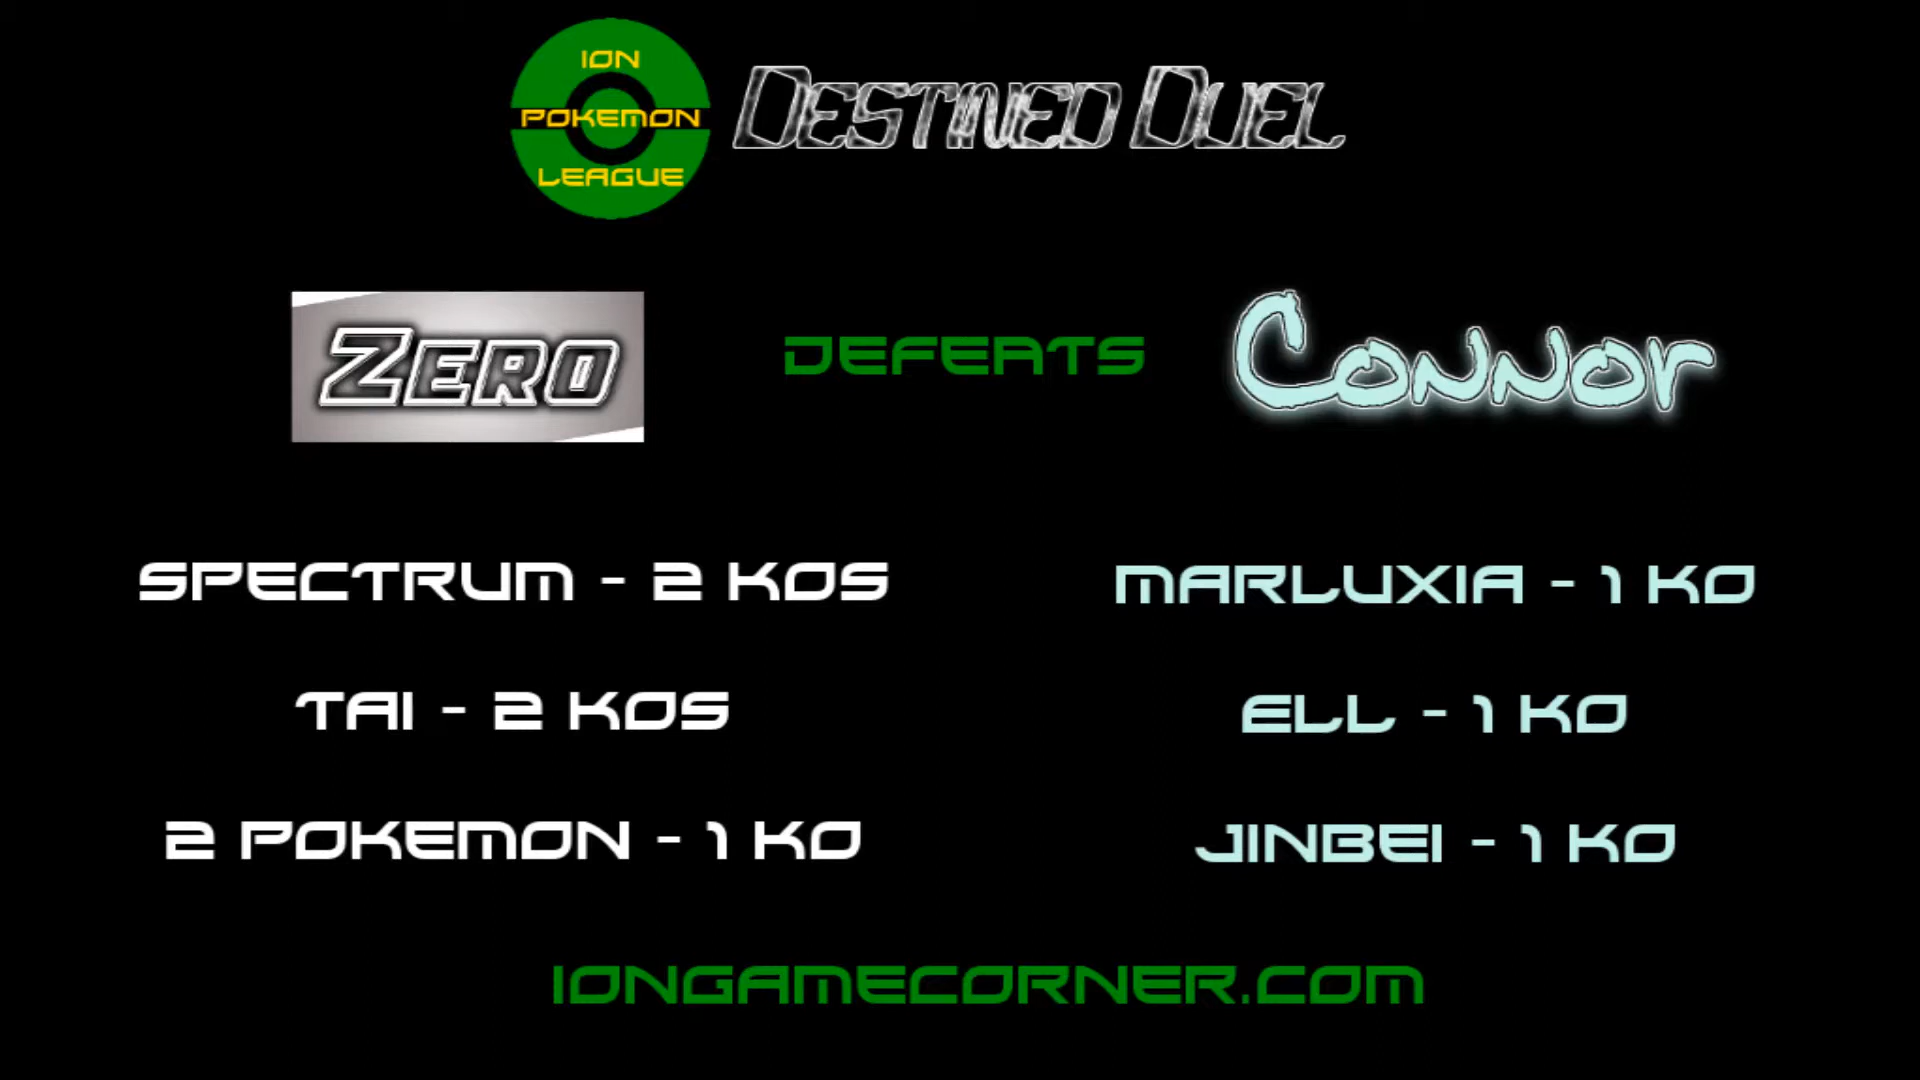 ION
POKEMON
LEAGUE
DESTINED DUEL
ZERO
DEFEATS
Connor
SPECTRUM - 2 KOS
MARLUXIA - 1 KO
TAI - 2 KOS
ELL - 1 KO
2 POKEMON - 1 KO
JINBEI - 1 KO
IONGAMECORNER.COM